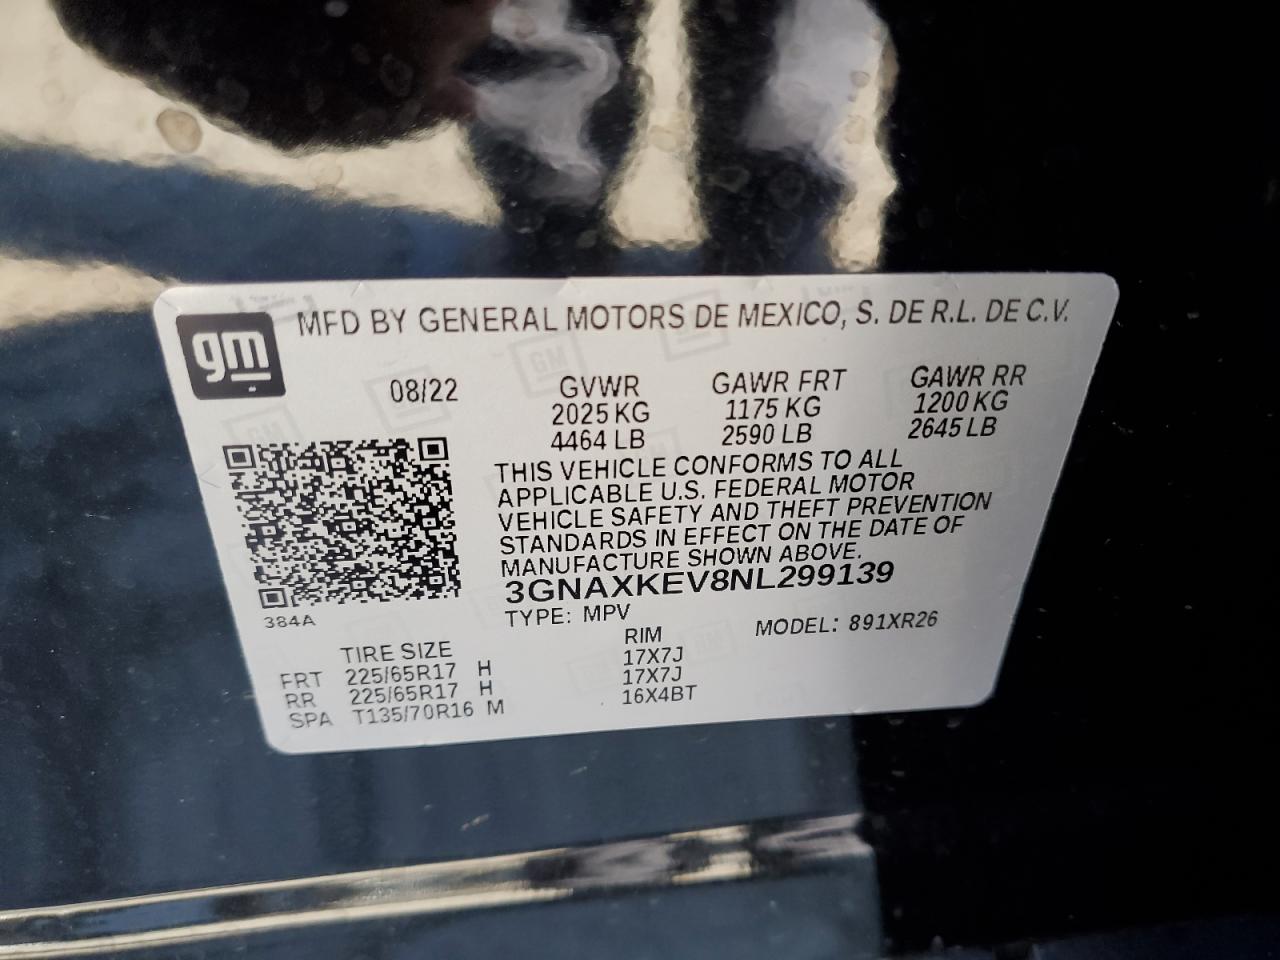 gm
MFD BY GENERAL MOTORS DE MEXICO, S. DE R.L. DE C.V.
08/22 GVWR GAWR FRT GAWR RR
2025 KG 1175 KG 1200 KG
4464 LB 2590 LB 2645 LB
THIS VEHICLE CONFORMS TO ALL
APPLICABLE U.S. FEDERAL MOTOR
VEHICLE SAFETY AND THEFT PREVENTION
STANDARDS IN EFFECT ON THE DATE OF
MANUFACTURE SHOWN ABOVE.
3GNAXKEV8NL299139
384A
TYPE: MPV MODEL: 891XR26
TIRE SIZE RIM
FRT 225/65R17 H 17X7J
RR 225/65R17 H 17X7J
SPA T135/70R16 M 16X4BT